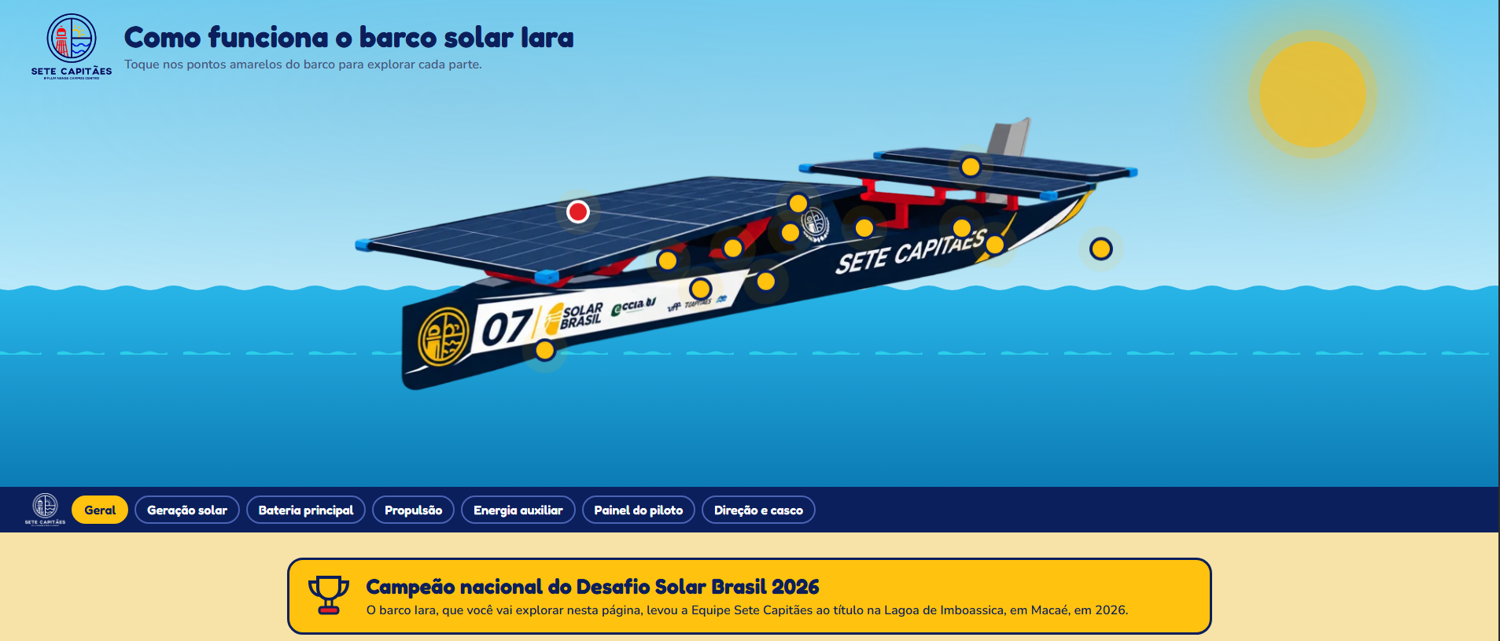 Como funciona o barco solar Iara
Toque nos pontos amarelos do barco para explorar cada parte.
SETE CAPITÃES
SETE CAPITÃES
07
SOLAR
BRASIL
uff
SETE CAPITÃES
Geral
Geração solar
Bateria principal
Propulsão
Energia auxiliar
Painel do piloto
Direção e casco
Campeão nacional do Desafio Solar Brasil 2026
O barco Iara, que você vai explorar nesta página, levou a Equipe Sete Capitães ao título na Lagoa de Imboassica, em Macaé, em 2026.